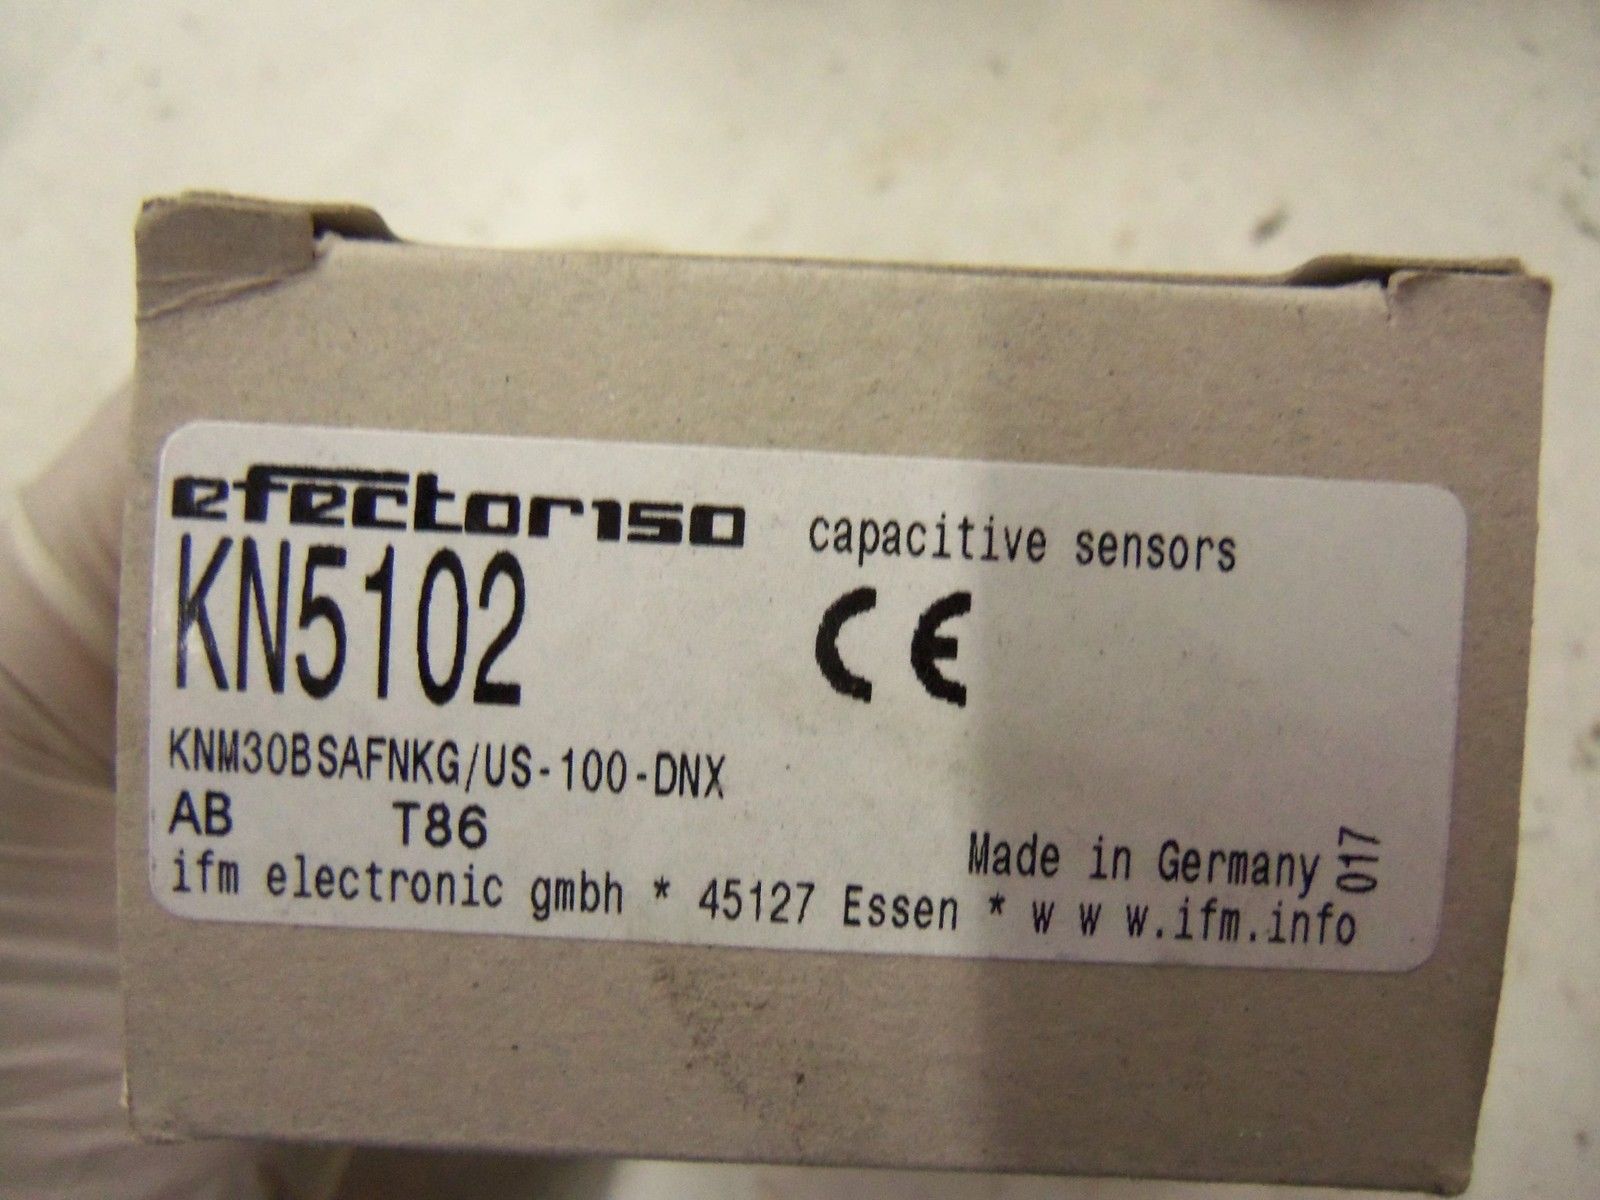 efector150 capacitive sensors
KN5102 CE
KNM30BSAFNKG/US-100-DNX
AB T86
Made in Germany 017
ifm electronic gmbh * 45127 Essen * w w w.ifm.info